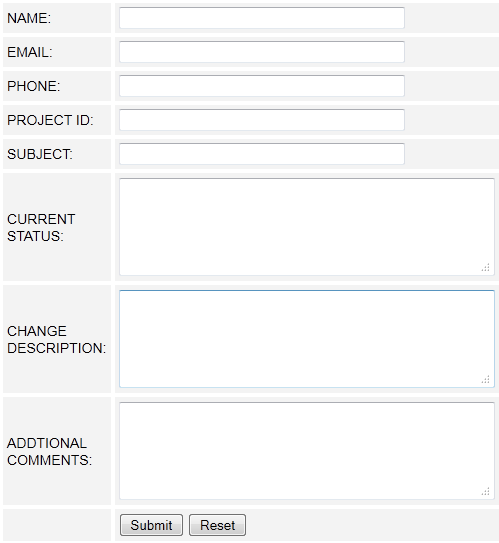 NAME:
EMAIL:
PHONE:
PROJECT ID:
SUBJECT:
CURRENT
STATUS:
CHANGE
DESCRIPTION:
ADDTIONAL
COMMENTS:
Submit Reset